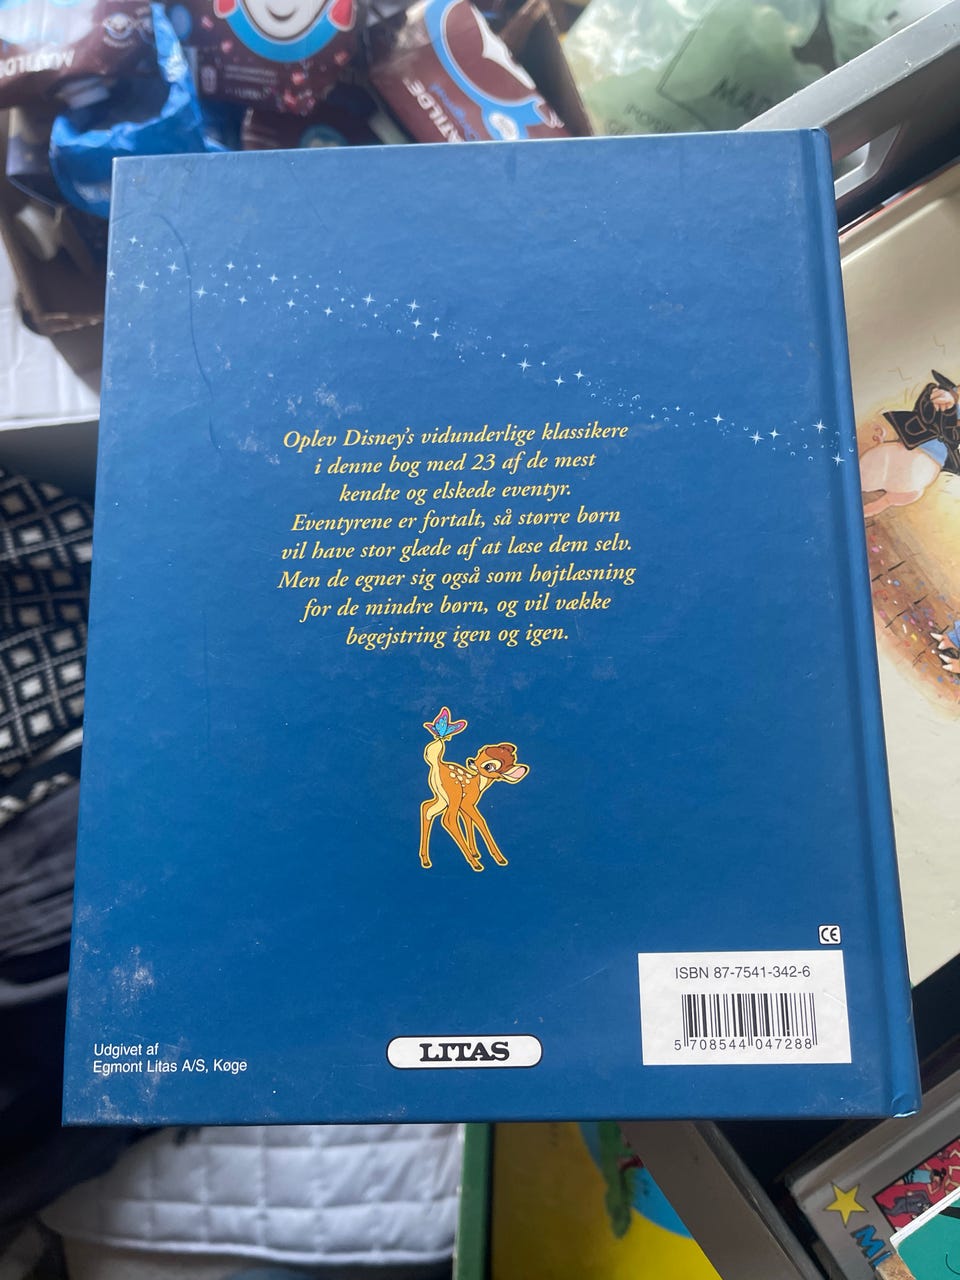 MATILDE
MATILDE
Oplev Disney's vidunderlige klassikere
i denne bog med 23 af de mest
kendte og elskede eventyr.
Eventyrene er fortalt, så større børn
vil have stor glæde af at læse dem selv.
Men de egner sig også som højtlæsning
for de mindre børn, og vil vække
begejstring igen og igen.
CE
ISBN 87-7541-342-6
5 708544 047288
Udgivet af
Egmont Litas A/S, Køge
LITAS